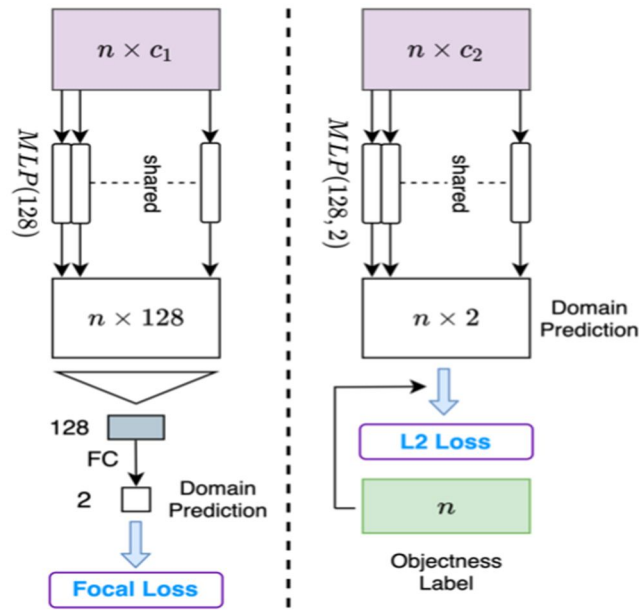 n × c₁
MLP(128)
shared
n × 128
128
FC
2
Domain
Prediction
Focal Loss
n × c₂
MLP(128, 2)
shared
n × 2
Domain
Prediction
L2 Loss
n
Objectness
Label